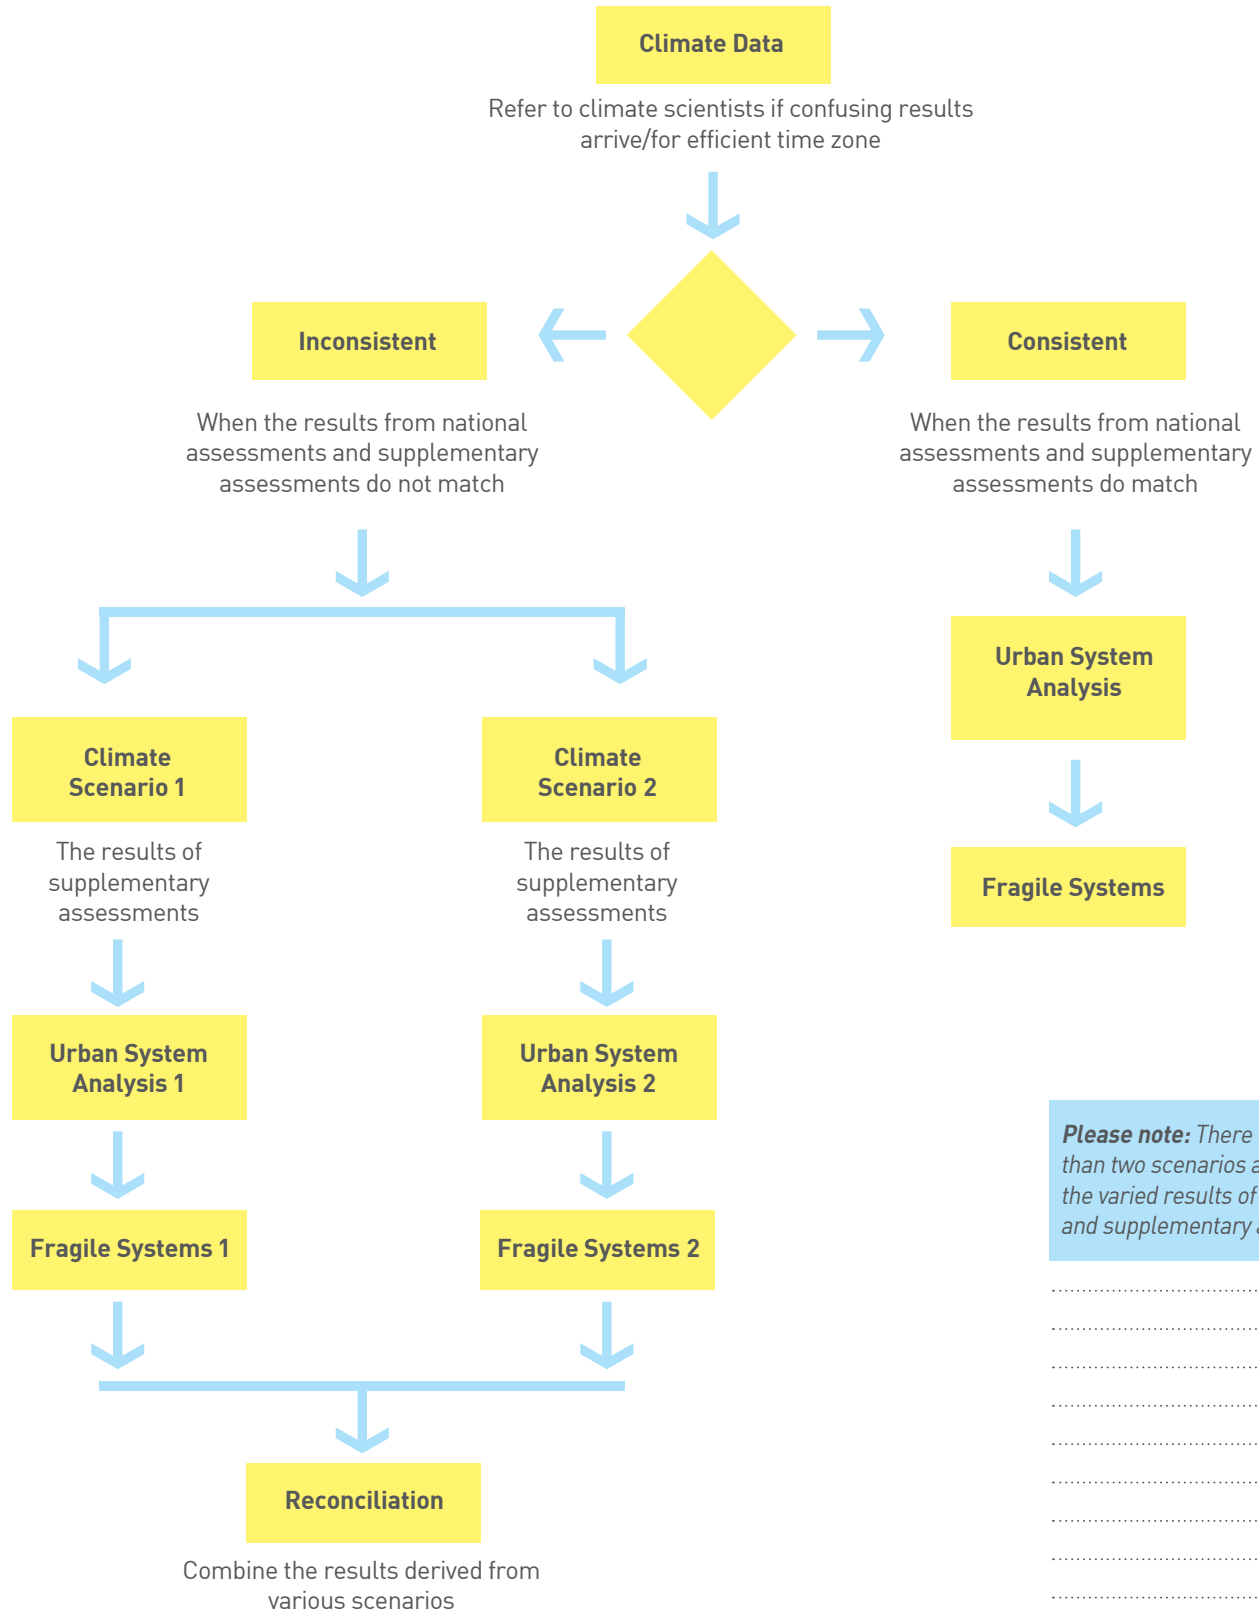 Climate Data
Refer to climate scientists if confusing results
arrive/for efficient time zone
Inconsistent
Consistent
When the results from national
assessments and supplementary
assessments do not match
When the results from national
assessments and supplementary
assessments do match
Urban System
Analysis
Fragile Systems
Climate
Scenario 1
Climate
Scenario 2
The results of
supplementary
assessments
The results of
supplementary
assessments
Urban System
Analysis 1
Urban System
Analysis 2
Fragile Systems 1
Fragile Systems 2
Please note: There
than two scenarios
the varied results of
and supplementary
Reconciliation
Combine the results derived from
various scenarios